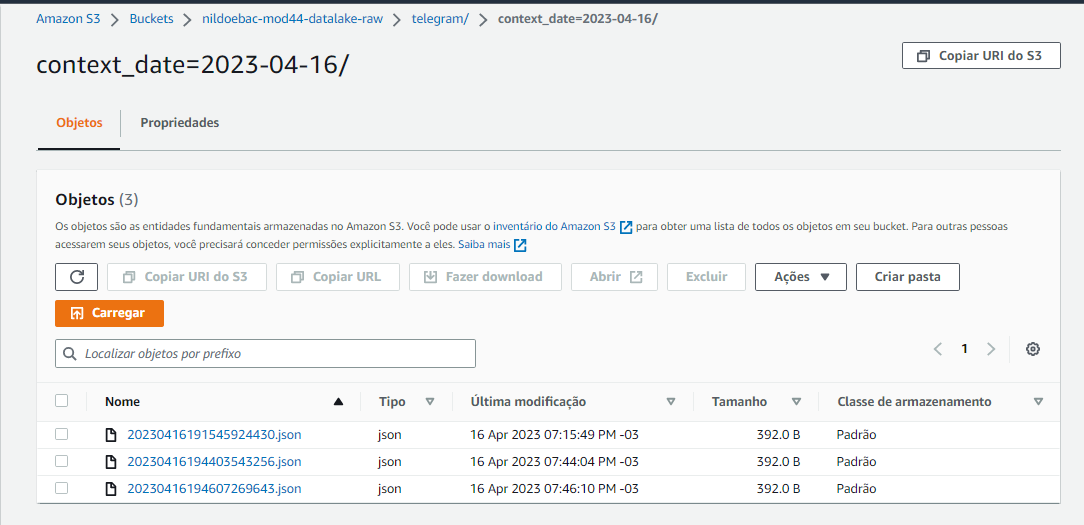 Amazon S3 > Buckets > nildoebac-mod44-datalake-raw > telegram/ > context_date=2023-04-16/
context_date=2023-04-16/
Copiar URI do S3
Objetos Propriedades
Objetos (3)
Os objetos são as entidades fundamentais armazenadas no Amazon S3. Você pode usar o inventário do Amazon S3 para obter uma lista de todos os objetos em seu bucket. Para outras pessoas
acessarem seus objetos, você precisará conceder permissões explicitamente a eles. Saiba mais
Copiar URI do S3 Copiar URL Fazer download Abrir Excluir Ações Criar pasta
Carregar
Localizar objetos por prefixo
1
Nome Tipo Última modificação Tamanho Classe de armazenamento
20230416191545924430.json json 16 Apr 2023 07:15:49 PM -03 392.0 B Padrão
20230416194403543256.json json 16 Apr 2023 07:44:04 PM -03 392.0 B Padrão
20230416194607269643.json json 16 Apr 2023 07:46:10 PM -03 392.0 B Padrão